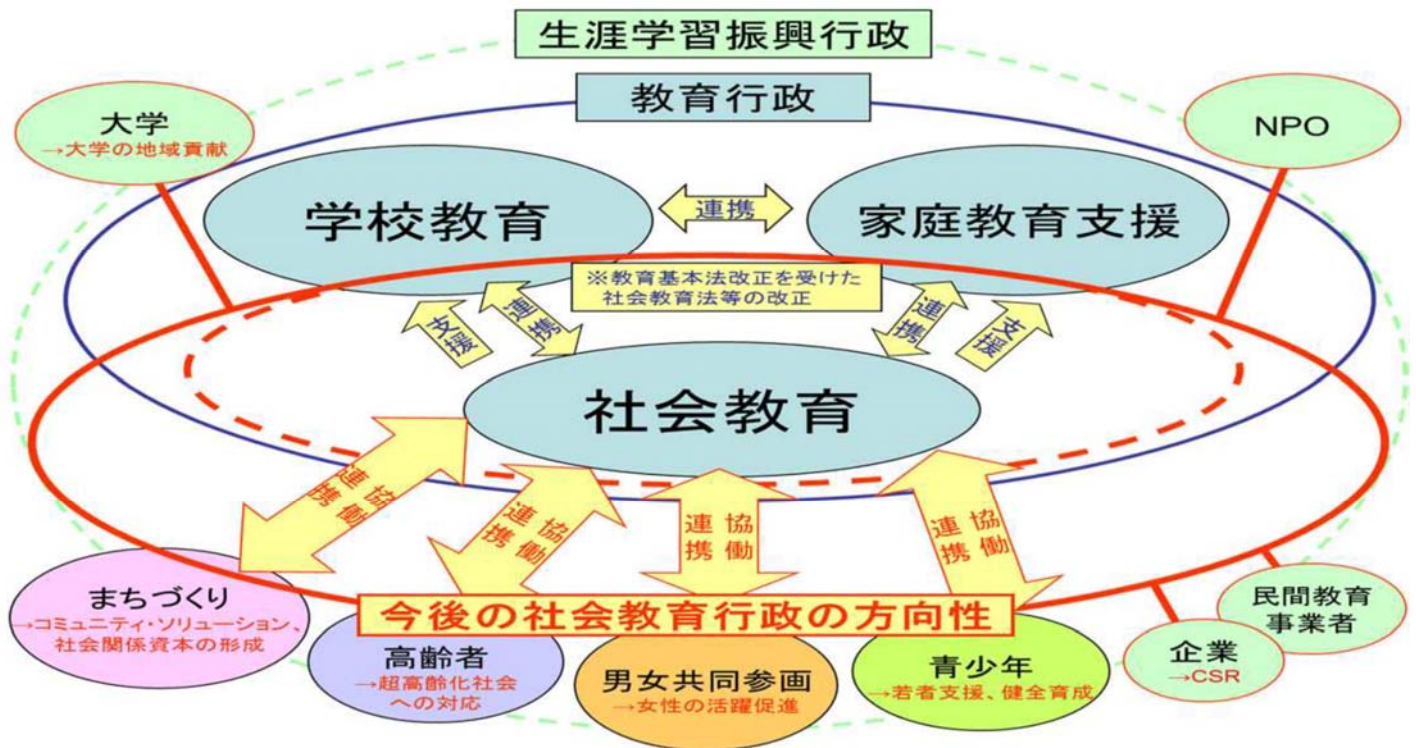 生涯学習振興行政
教育行政
大学
→大学の地域貢献
NPO
学校教育
連携
家庭教育支援
※教育基本法改正を受けた
社会教育法等の改正
支援
連携
連携
支援
社会教育
連携
協働
連携
協働
連携
協働
連携
協働
まちづくり
→コミュニティ・ソリューション、
社会関係資本の形成
今後の社会教育行政の方向性
高齢者
→超高齢化社会
への対応
男女共同参画
→女性の活躍促進
青少年
→若者支援、健全育成
企業
→CSR
民間教育
事業者